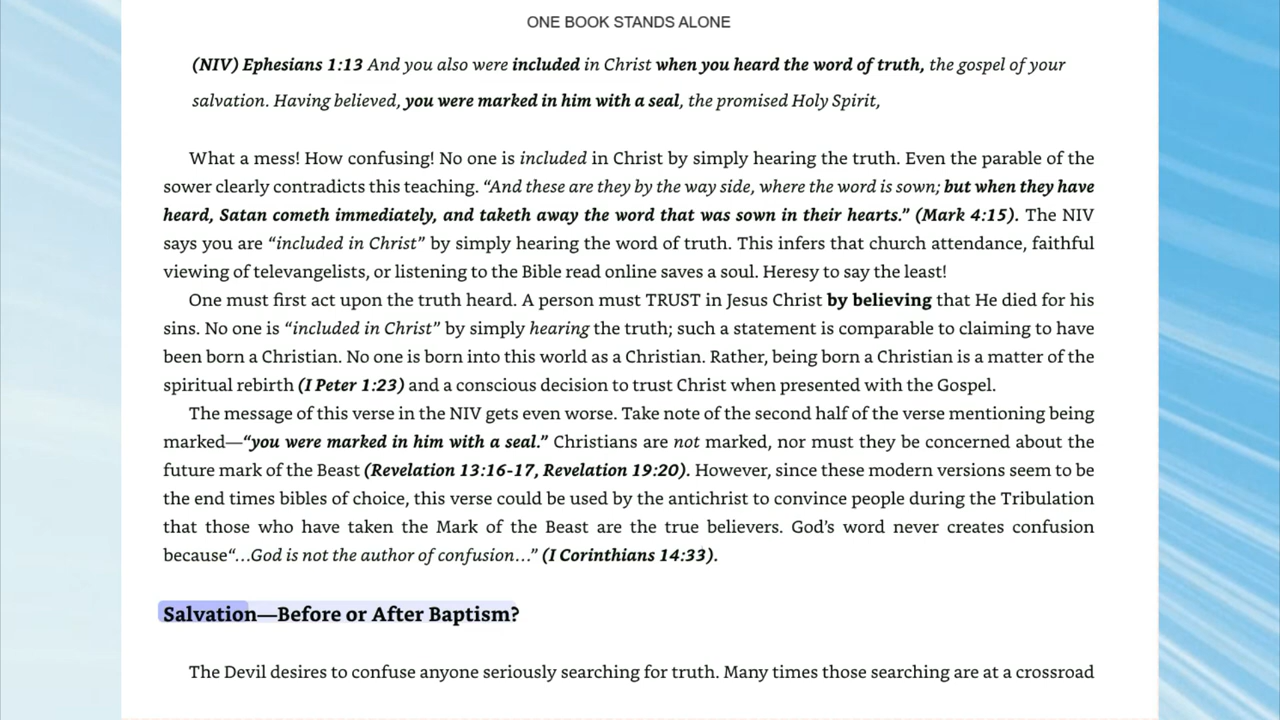 ONE BOOK STANDS ALONE
(NIV) Ephesians 1:13 And you also were included in Christ when you heard the word of truth, the gospel of your
salvation. Having believed, you were marked in him with a seal, the promised Holy Spirit,
What a mess! How confusing! No one is included in Christ by simply hearing the truth. Even the parable of the
sower clearly contradicts this teaching. “And these are they by the way side, where the word is sown; but when they have
heard, Satan cometh immediately, and taketh away the word that was sown in their hearts.” (Mark 4:15). The NIV
says you are “included in Christ” by simply hearing the word of truth. This infers that church attendance, faithful
viewing of televangelists, or listening to the Bible read online saves a soul. Heresy to say the least!
One must first act upon the truth heard. A person must TRUST in Jesus Christ by believing that He died for his
sins. No one is “included in Christ” by simply hearing the truth; such a statement is comparable to claiming to have
been born a Christian. No one is born into this world as a Christian. Rather, being born a Christian is a matter of the
spiritual rebirth (I Peter 1:23) and a conscious decision to trust Christ when presented with the Gospel.
The message of this verse in the NIV gets even worse. Take note of the second half of the verse mentioning being
marked—“you were marked in him with a seal.” Christians are not marked, nor must they be concerned about the
future mark of the Beast (Revelation 13:16-17, Revelation 19:20). However, since these modern versions seem to be
the end times bibles of choice, this verse could be used by the antichrist to convince people during the Tribulation
that those who have taken the Mark of the Beast are the true believers. God’s word never creates confusion
because“…God is not the author of confusion…” (I Corinthians 14:33).
Salvation—Before or After Baptism?
The Devil desires to confuse anyone seriously searching for truth. Many times those searching are at a crossroad